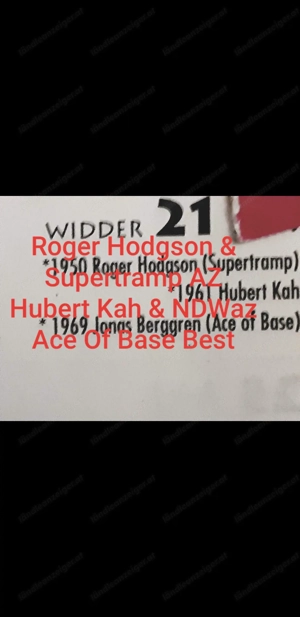 WIDDER 21
Roger Hodgson &
*1950 Roger Hodgson (Supertramp)
Supertramp AZ
*1961 Hubert Kah
Hubert Kah & NDWaz
* 1969 Jonas Berggren (Ace of Base)
Ace Of Base Best